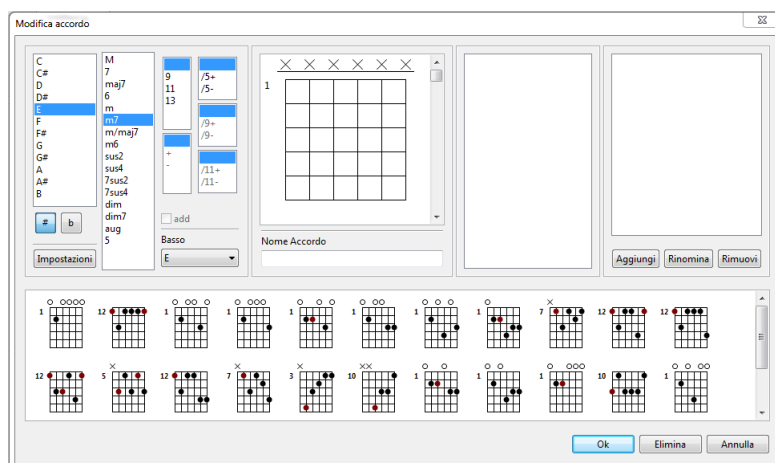 Modifica accordo
C
C#
D
D#
E
F
F#
G
G#
A
A#
B
# b
Impostazioni
M
7
maj7
6
m
m7
m/maj7
m6
sus2
sus4
7sus2
7sus4
dim
dim7
aug
5
9
11
13
+
-
/5+
/5-
/9+
/9-
/11+
/11-
add
Basso
E
1
Nome Accordo
Aggiungi Rinomina Rimuovi
1 12 1 1 1 1 1 1 7 12 12
12 5 12 7 3 10 1 1 1 10 1
Ok Elimina Annulla